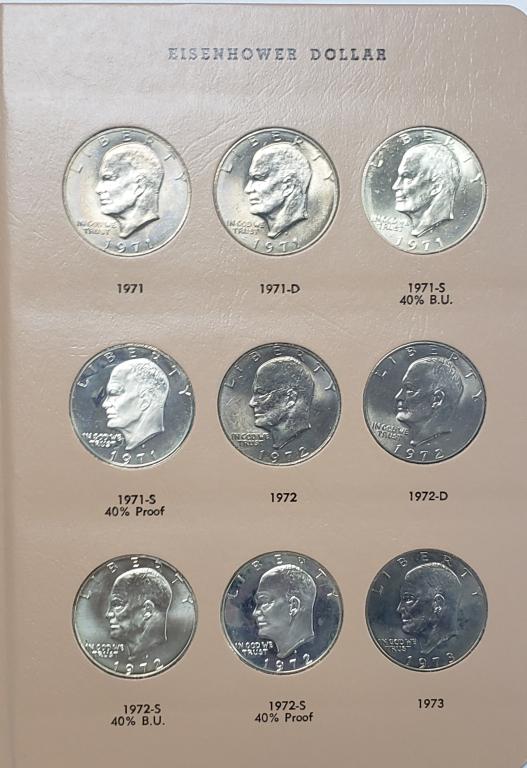 EISENHOWER DOLLAR
LIBERTY
IN GOD WE
TRUST
1971
1971
LIBERTY
IN GOD WE
TRUST
1971
1971-D
LIBERTY
IN GOD WE
TRUST
1971
1971-S
40% B.U.
LIBERTY
IN GOD WE
TRUST
1971
1971-S
40% Proof
LIBERTY
IN GOD WE
TRUST
1972
1972
LIBERTY
IN GOD WE
TRUST
1972
1972-D
LIBERTY
IN GOD WE
TRUST
1972
1972-S
40% B.U.
LIBERTY
IN GOD WE
TRUST
1972
1972-S
40% Proof
LIBERTY
IN GOD WE
TRUST
1973
1973